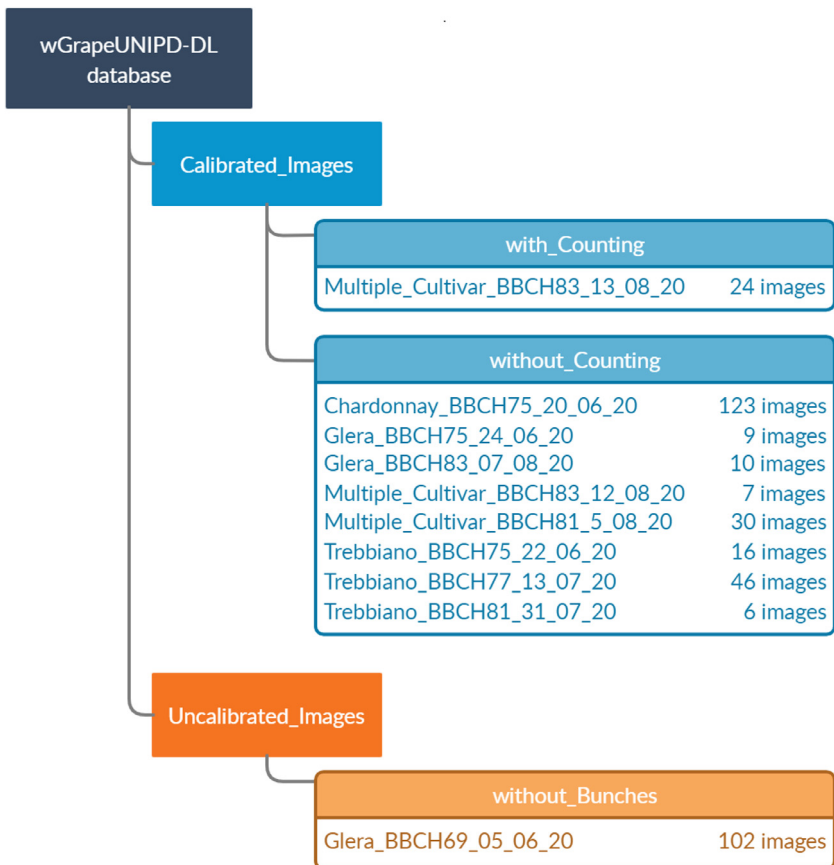 wGrapeUNIPD-DL
database
Calibrated_Images
with_Counting
Multiple_Cultivar_BBCH83_13_08_20 24 images
without_Counting
Chardonnay_BBCH75_20_06_20 123 images
Glera_BBCH75_24_06_20 9 images
Glera_BBCH83_07_08_20 10 images
Multiple_Cultivar_BBCH83_12_08_20 7 images
Multiple_Cultivar_BBCH81_5_08_20 30 images
Trebbiano_BBCH75_22_06_20 16 images
Trebbiano_BBCH77_13_07_20 46 images
Trebbiano_BBCH81_31_07_20 6 images
Uncalibrated_Images
without_Bunches
Glera_BBCH69_05_06_20 102 images